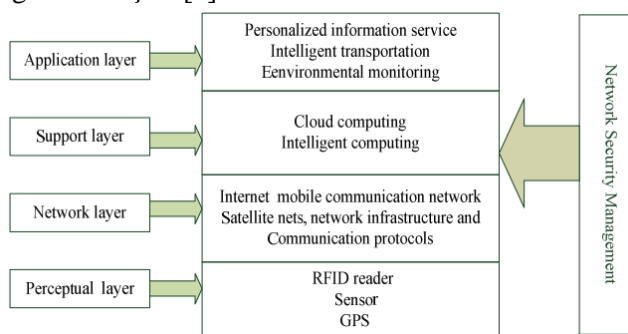 Application layer
Personalized information service
Intelligent transportation
Eenvironmental monitoring
Support layer
Cloud computing
Intelligent computing
Network layer
Internet mobile communication network
Satellite nets, network infrastructure and
Communication protocols
Perceptual layer
RFID reader
Sensor
GPS
Network Security Management